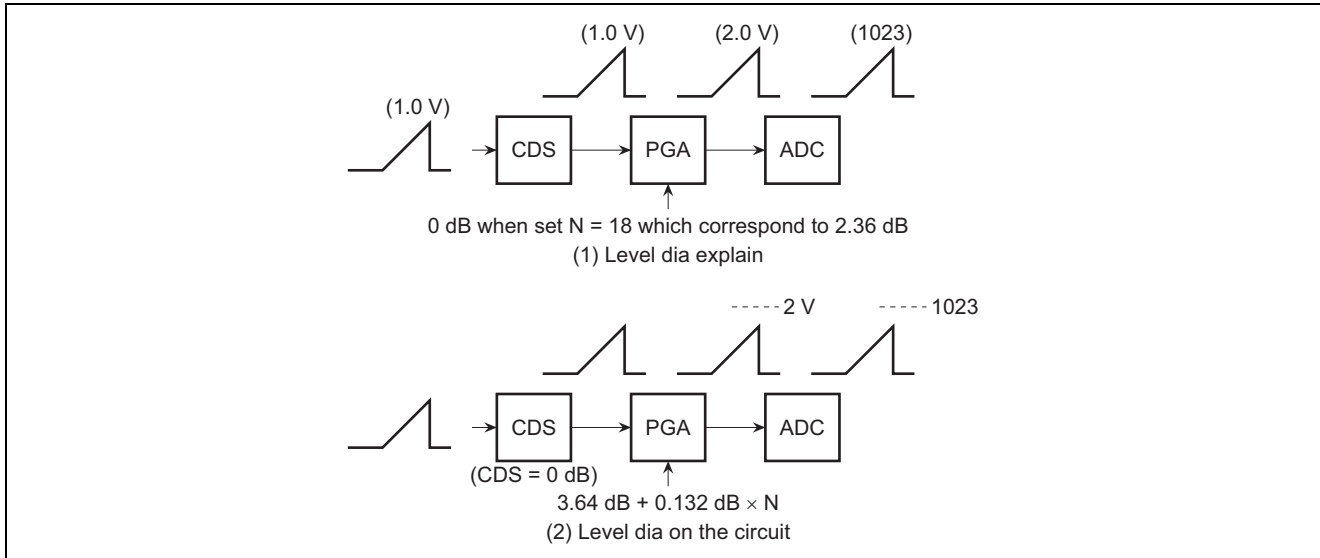 (1.0 V) (2.0 V) (1023)
(1.0 V)
CDS PGA ADC
0 dB when set N = 18 which correspond to 2.36 dB
(1) Level dia explain
2 V 1023
CDS PGA ADC
(CDS = 0 dB)
3.64 dB + 0.132 dB × N
(2) Level dia on the circuit